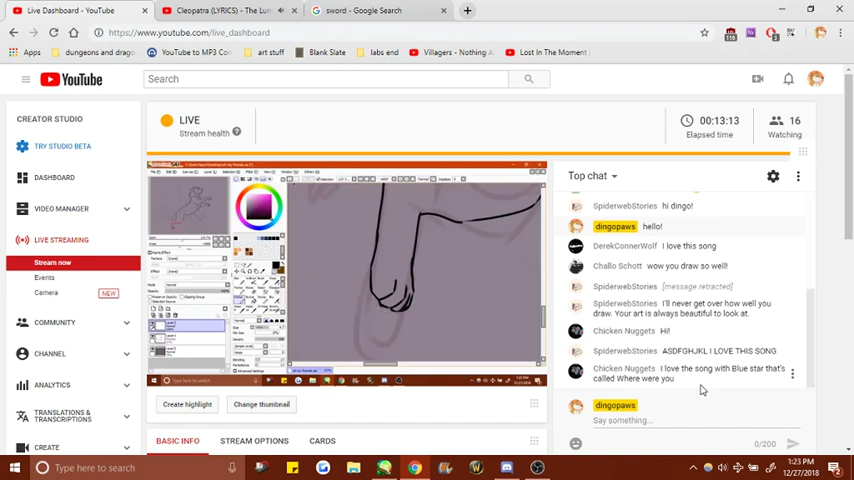 Live Dashboard - YouTube
Cleopatra (LYRICS) - The Lum
sword - Google Search
https://www.youtube.com/live_dashboard
Apps
dungeons and drago
YouTube to MP3 Con
art stuff
Blank Slate
labs end
Villagers - Nothing A
Lost In The Moment
116
3
YouTube
Search
CREATOR STUDIO
TRY STUDIO BETA
DASHBOARD
VIDEO MANAGER
LIVE STREAMING
Stream now
Events
Camera
NEW
COMMUNITY
CHANNEL
ANALYTICS
TRANSLATIONS &
TRANSCRIPTIONS
CREATE
LIVE
Stream health
00:13:13
Elapsed time
16
Watching
Create highlight
Change thumbnail
BASIC INFO
STREAM OPTIONS
CARDS
Top chat
SpiderwebStories hi dingo!
dingopaws hello!
DerekConnerWolf I love this song
Challo Schott wow you draw so well!
SpiderwebStories [message retracted]
SpiderwebStories I'll never get over how well you
draw. Your art is always beautiful to look at.
Chicken Nuggets Hi!
SpiderwebStories ASDFGHJKL I LOVE THIS SONG
Chicken Nuggets I love the song with Blue star that's
called Where were you
dingopaws
Say something...
0/200
Type here to search
1:23 PM
12/27/2018
2